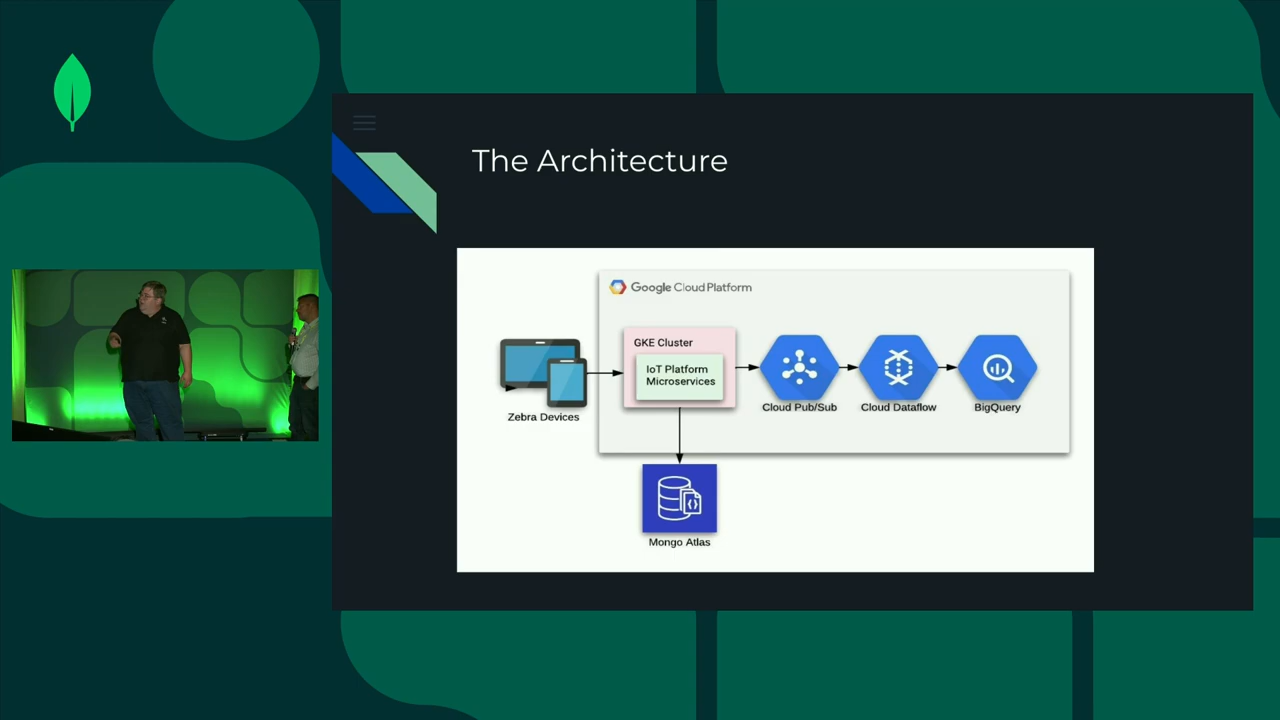 The Architecture
Google Cloud Platform
GKE Cluster
IoT Platform
Microservices
Zebra Devices
Cloud Pub/Sub
Cloud Dataflow
BigQuery
Mongo Atlas